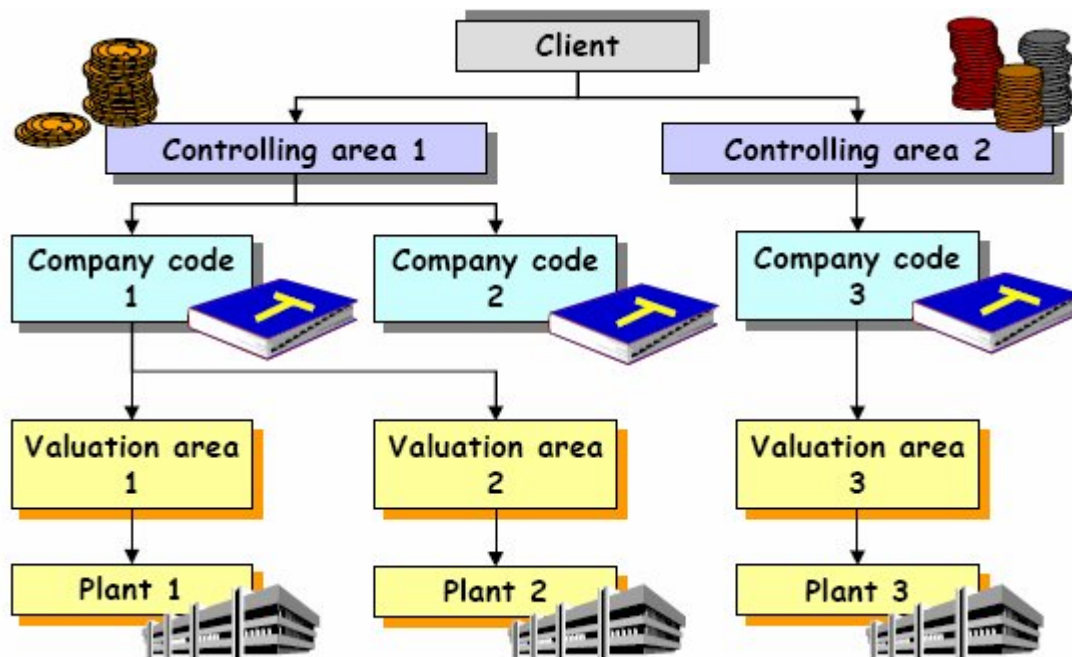 Client
Controlling area 1
Controlling area 2
Company code
1
Company code
2
Company code
3
Valuation area
1
Valuation area
2
Valuation area
3
Plant 1
Plant 2
Plant 3